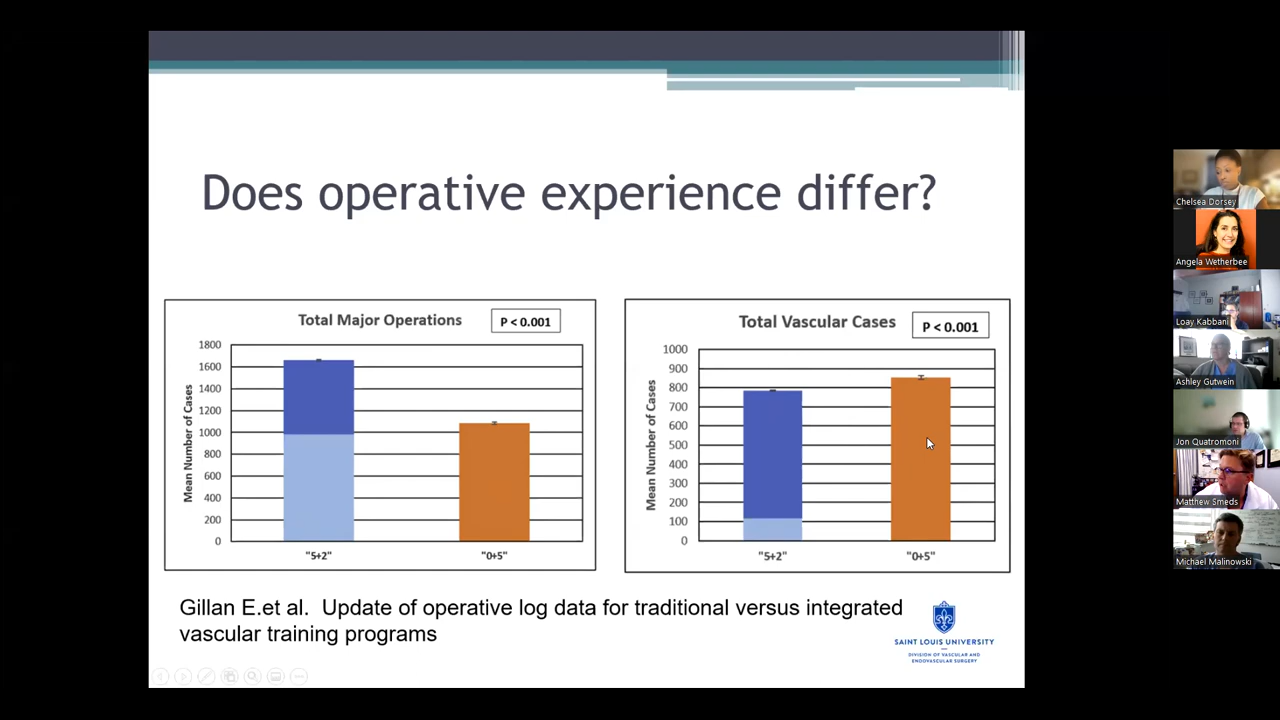 Does operative experience differ?
Total Major Operations
P < 0.001
Mean Number of Cases
1800
1600
1400
1200
1000
800
600
400
200
0
"5+2"
"0+5"
Total Vascular Cases
P < 0.001
Mean Number of Cases
1000
900
800
700
600
500
400
300
200
100
0
"5+2"
"0+5"
Gillan E.et al. Update of operative log data for traditional versus integrated
vascular training programs
SAINT LOUIS UNIVERSITY
DIVISION OF VASCULAR AND
ENDOVASCULAR SURGERY
Chelsea Dorsey
Angela Wetherbee
Loay Kabbani
Ashley Gutwein
Jon Quatromoni
Matthew Smeds
Michael Malinowski